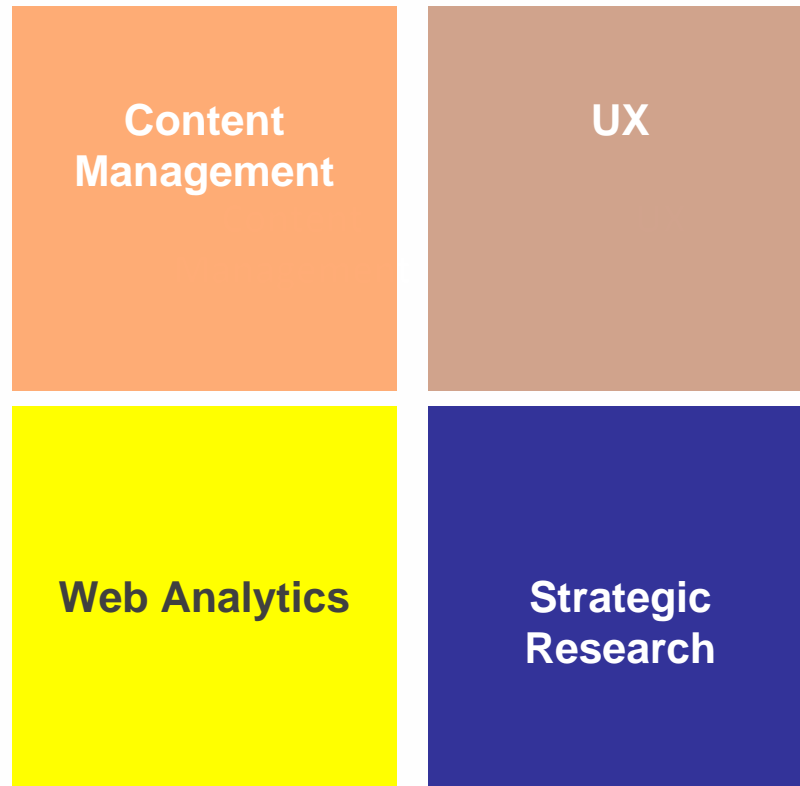 Content
Management
UX
Web Analytics
Strategic
Research